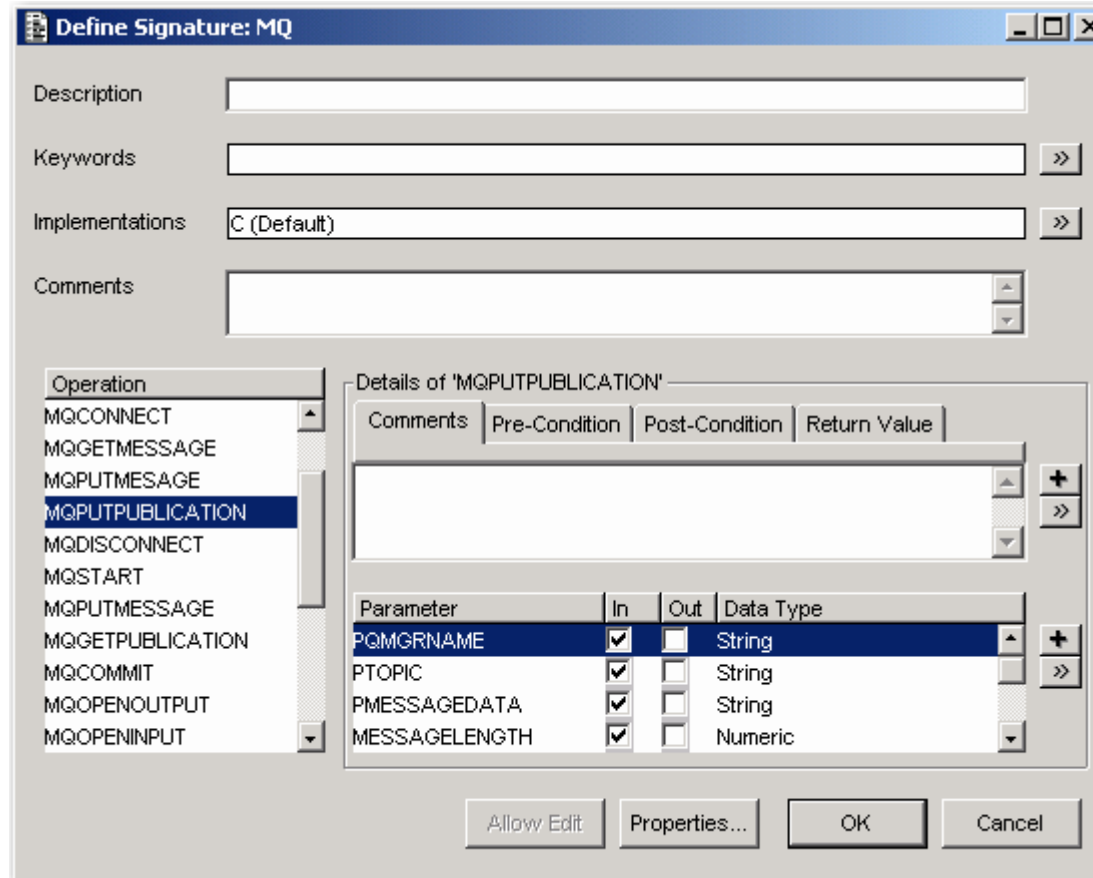 Define Signature: MQ
Description
Keywords
Implementations C (Default)
Comments
Operation
MQCONNECT
MQGETMESSAGE
MQPUTMESAGE
MQPUTPUBLICATION
MQDISCONNECT
MQSTART
MQPUTMESSAGE
MQGETPUBLICATION
MQCOMMIT
MQOPENOUTPUT
MQOPENINPUT
Details of 'MQPUTPUBLICATION'
Comments Pre-Condition Post-Condition Return Value
Parameter In Out Data Type
PQMGRNAME String
PTOPIC String
PMESSAGEDATA String
MESSAGELENGTH Numeric
Allow Edit Properties... OK Cancel